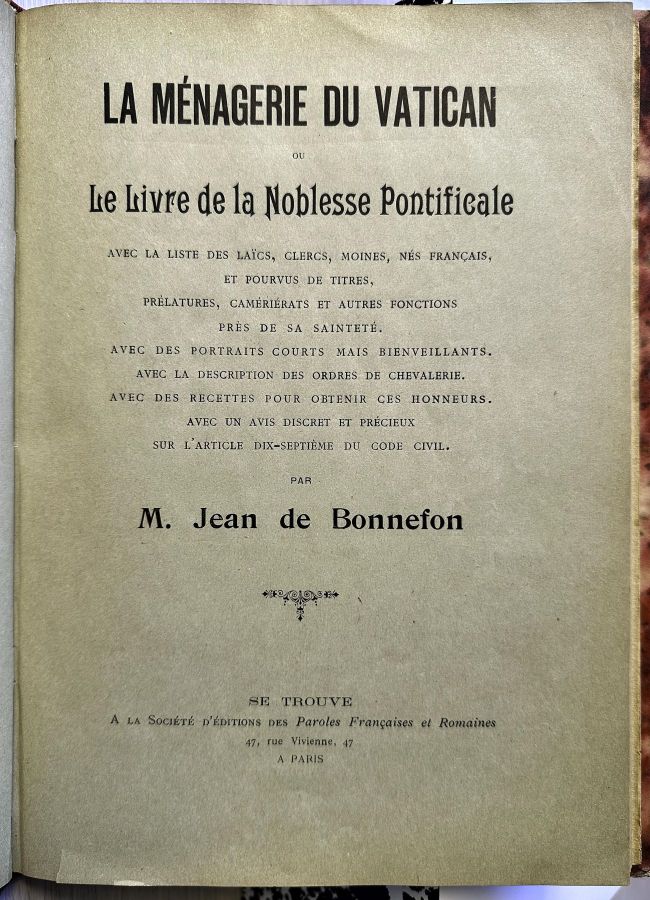 LA MÉNAGERIE DU VATICAN
OU
Le Livre de la Noblesse Pontificale
AVEC LA LISTE DES LAÏCS, CLERCS, MOINES, NÉS FRANÇAIS,
ET POURVUS DE TITRES,
PRÉLATURES, CAMÉRIÉRATS ET AUTRES FONCTIONS
PRÈS DE SA SAINTETÉ.
AVEC DES PORTRAITS COURTS MAIS BIENVEILLANTS.
AVEC LA DESCRIPTION DES ORDRES DE CHEVALERIE.
AVEC DES RECETTES POUR OBTENIR CES HONNEURS.
AVEC UN AVIS DISCRET ET PRÉCIEUX
SUR L'ARTICLE DIX-SEPTIÈME DU CODE CIVIL.
PAR
M. Jean de Bonnefon
SE TROUVE
A LA SOCIÉTÉ D'ÉDITIONS DES Paroles Françaises et Romaines
47, rue Vivienne, 47
A PARIS